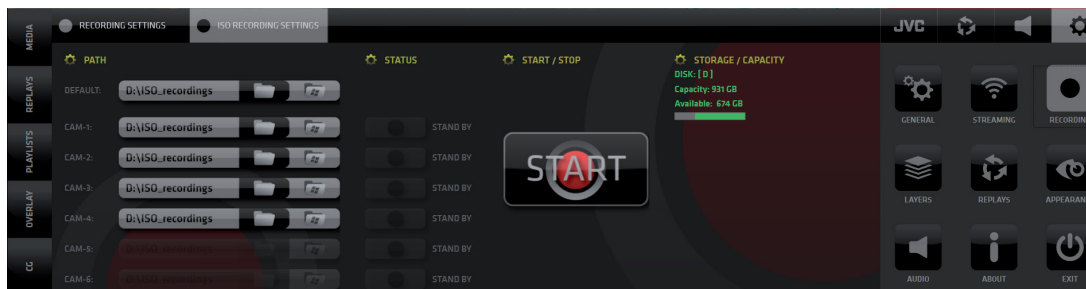 MEDIA
REPLAYS
PLAYLISTS
OVERLAY
CG
RECORDING SETTINGS
ISO RECORDING SETTINGS
JVC
PATH
STATUS
START / STOP
STORAGE / CAPACITY
DISK: [ D ]
Capacity: 931 GB
Available: 674 GB
DEFAULT: D:\ISO_recordings
CAM-1: D:\ISO_recordings STAND BY
CAM-2: D:\ISO_recordings STAND BY
CAM-3: D:\ISO_recordings STAND BY
CAM-4: D:\ISO_recordings STAND BY
CAM-5: STAND BY
CAM-6: STAND BY
START
GENERAL STREAMING RECORDIN
LAYERS REPLAYS APPEARAN
AUDIO ABOUT EXIT